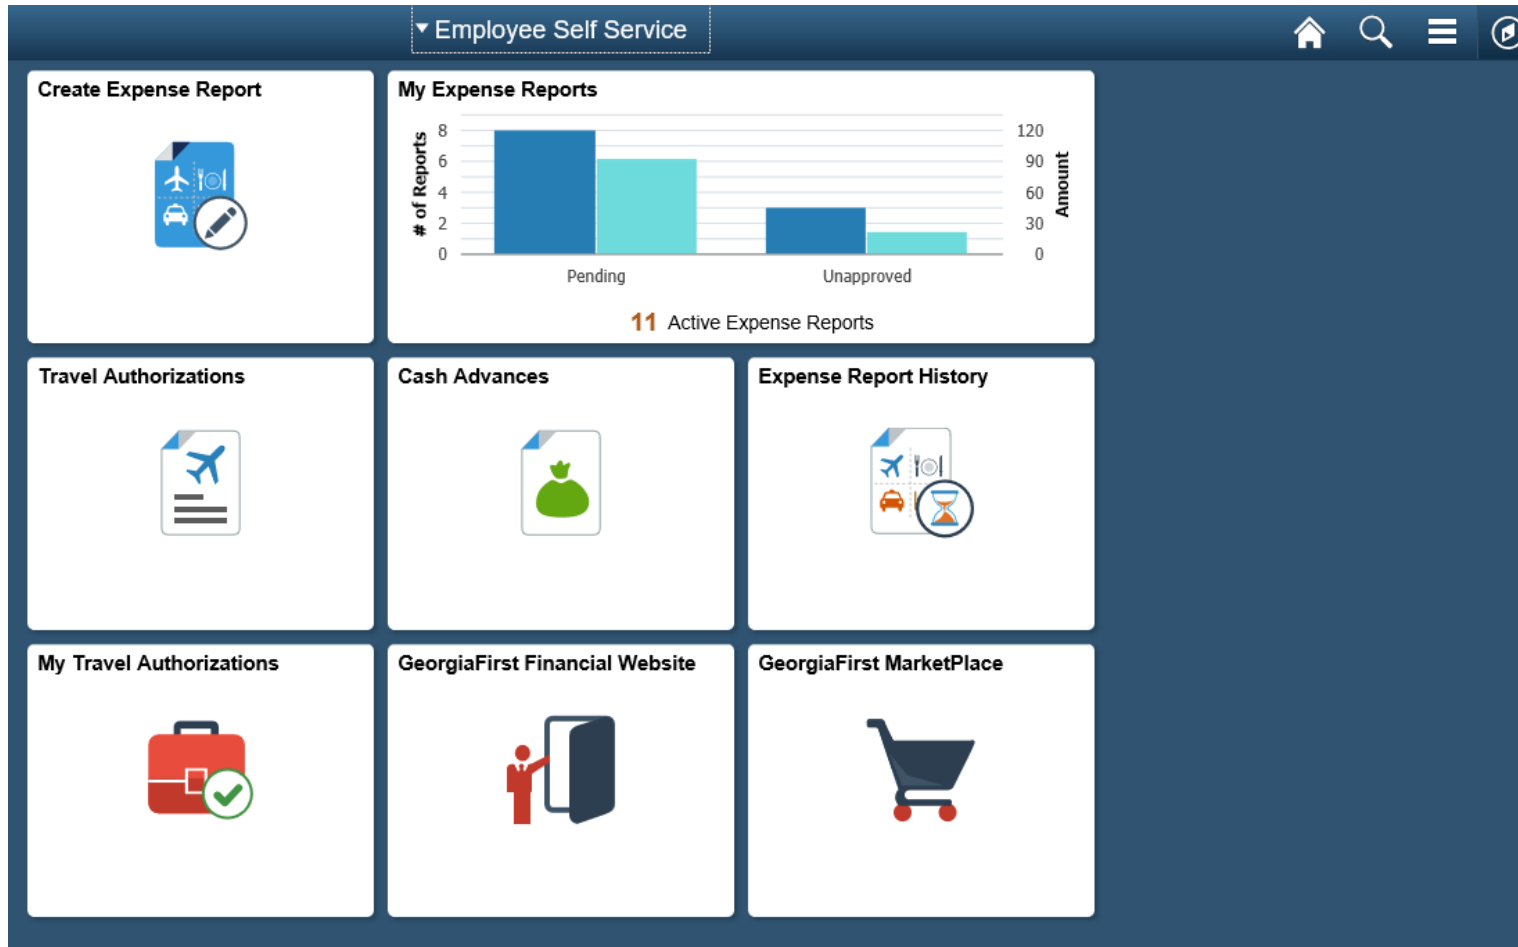 Employee Self Service
Create Expense Report
My Expense Reports
# of Reports
8
6
4
2
0
120
90
60
30
0
Amount
Pending
Unapproved
11 Active Expense Reports
Travel Authorizations
Cash Advances
Expense Report History
My Travel Authorizations
GeorgiaFirst Financial Website
GeorgiaFirst MarketPlace